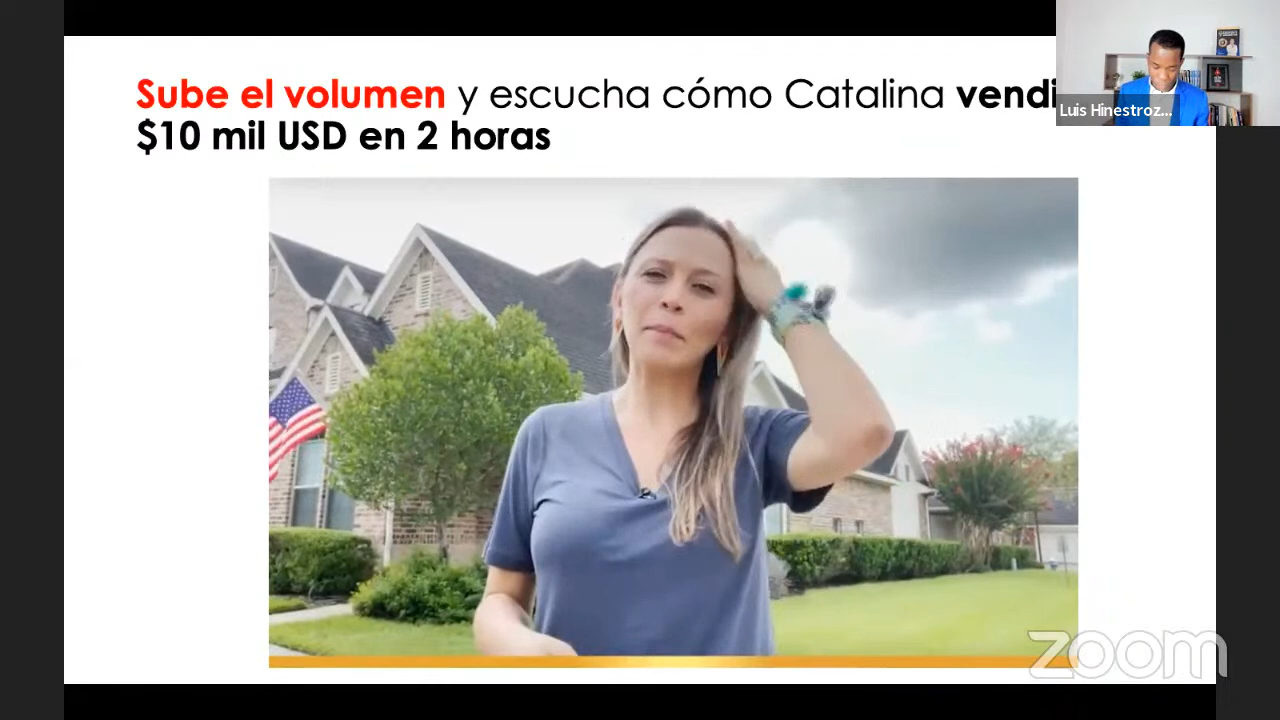 Sube el volumen y escucha cómo Catalina vendi
$10 mil USD en 2 horas
Luis Hinestroz...
zoom